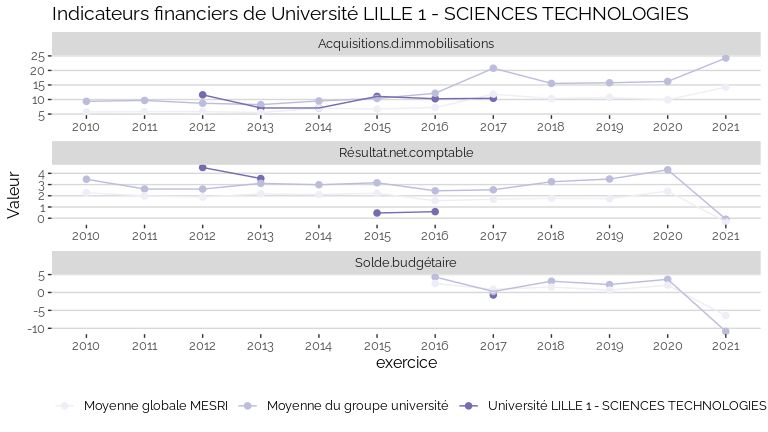 Indicateurs financiers de Université LILLE 1 - SCIENCES TECHNOLOGIES
Acquisitions.d.immobilisations
25
20
15
10
5
2010 2011 2012 2013 2014 2015 2016 2017 2018 2019 2020 2021
Résultat.net.comptable
4
3
2
1
0
2010 2011 2012 2013 2014 2015 2016 2017 2018 2019 2020 2021
Valeur
Solde.budgétaire
5
0
-5
-10
2010 2011 2012 2013 2014 2015 2016 2017 2018 2019 2020 2021
exercice
Moyenne globale MESRI Moyenne du groupe université Université LILLE 1 - SCIENCES TECHNOLOGIES